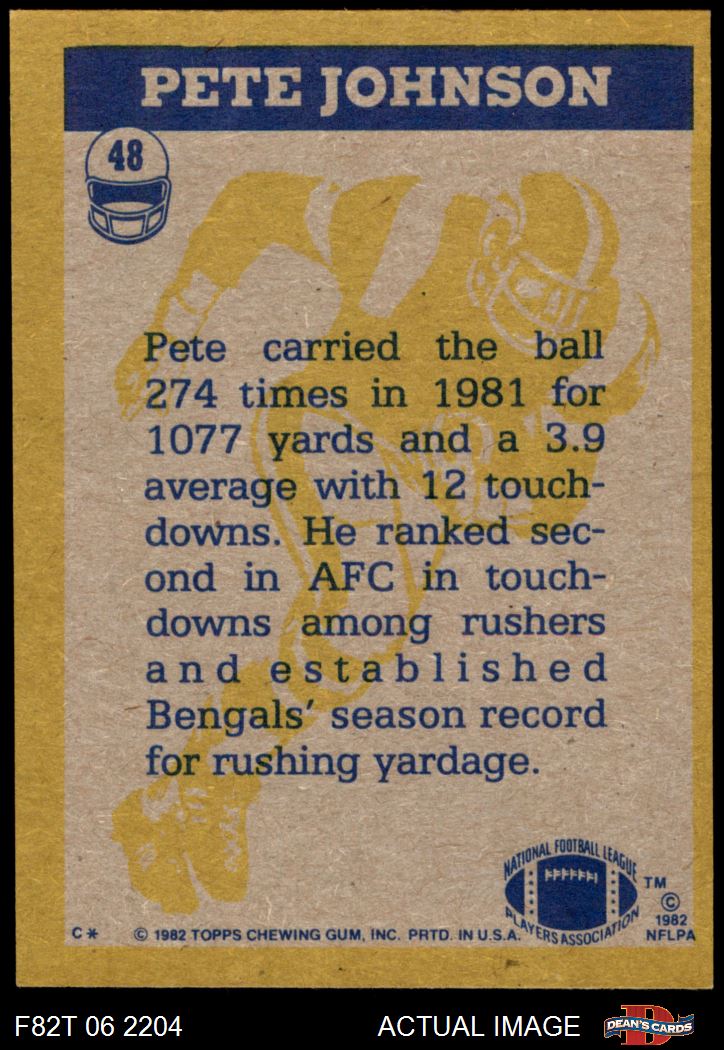 PETE JOHNSON
48
Pete carried the ball
274 times in 1981 for
1077 yards and a 3.9
average with 12 touch-
downs. He ranked sec-
ond in AFC in touch-
downs among rushers
and established
Bengals' season record
for rushing yardage.
NATIONAL FOOTBALL LEAGUE
PLAYERS ASSOCIATION
TM
©
1982
NFLPA
C* © 1982 TOPPS CHEWING GUM, INC. PRTD. IN U.S.A.
F82T 06 2204 ACTUAL IMAGE
D
DEAN'S CARDS